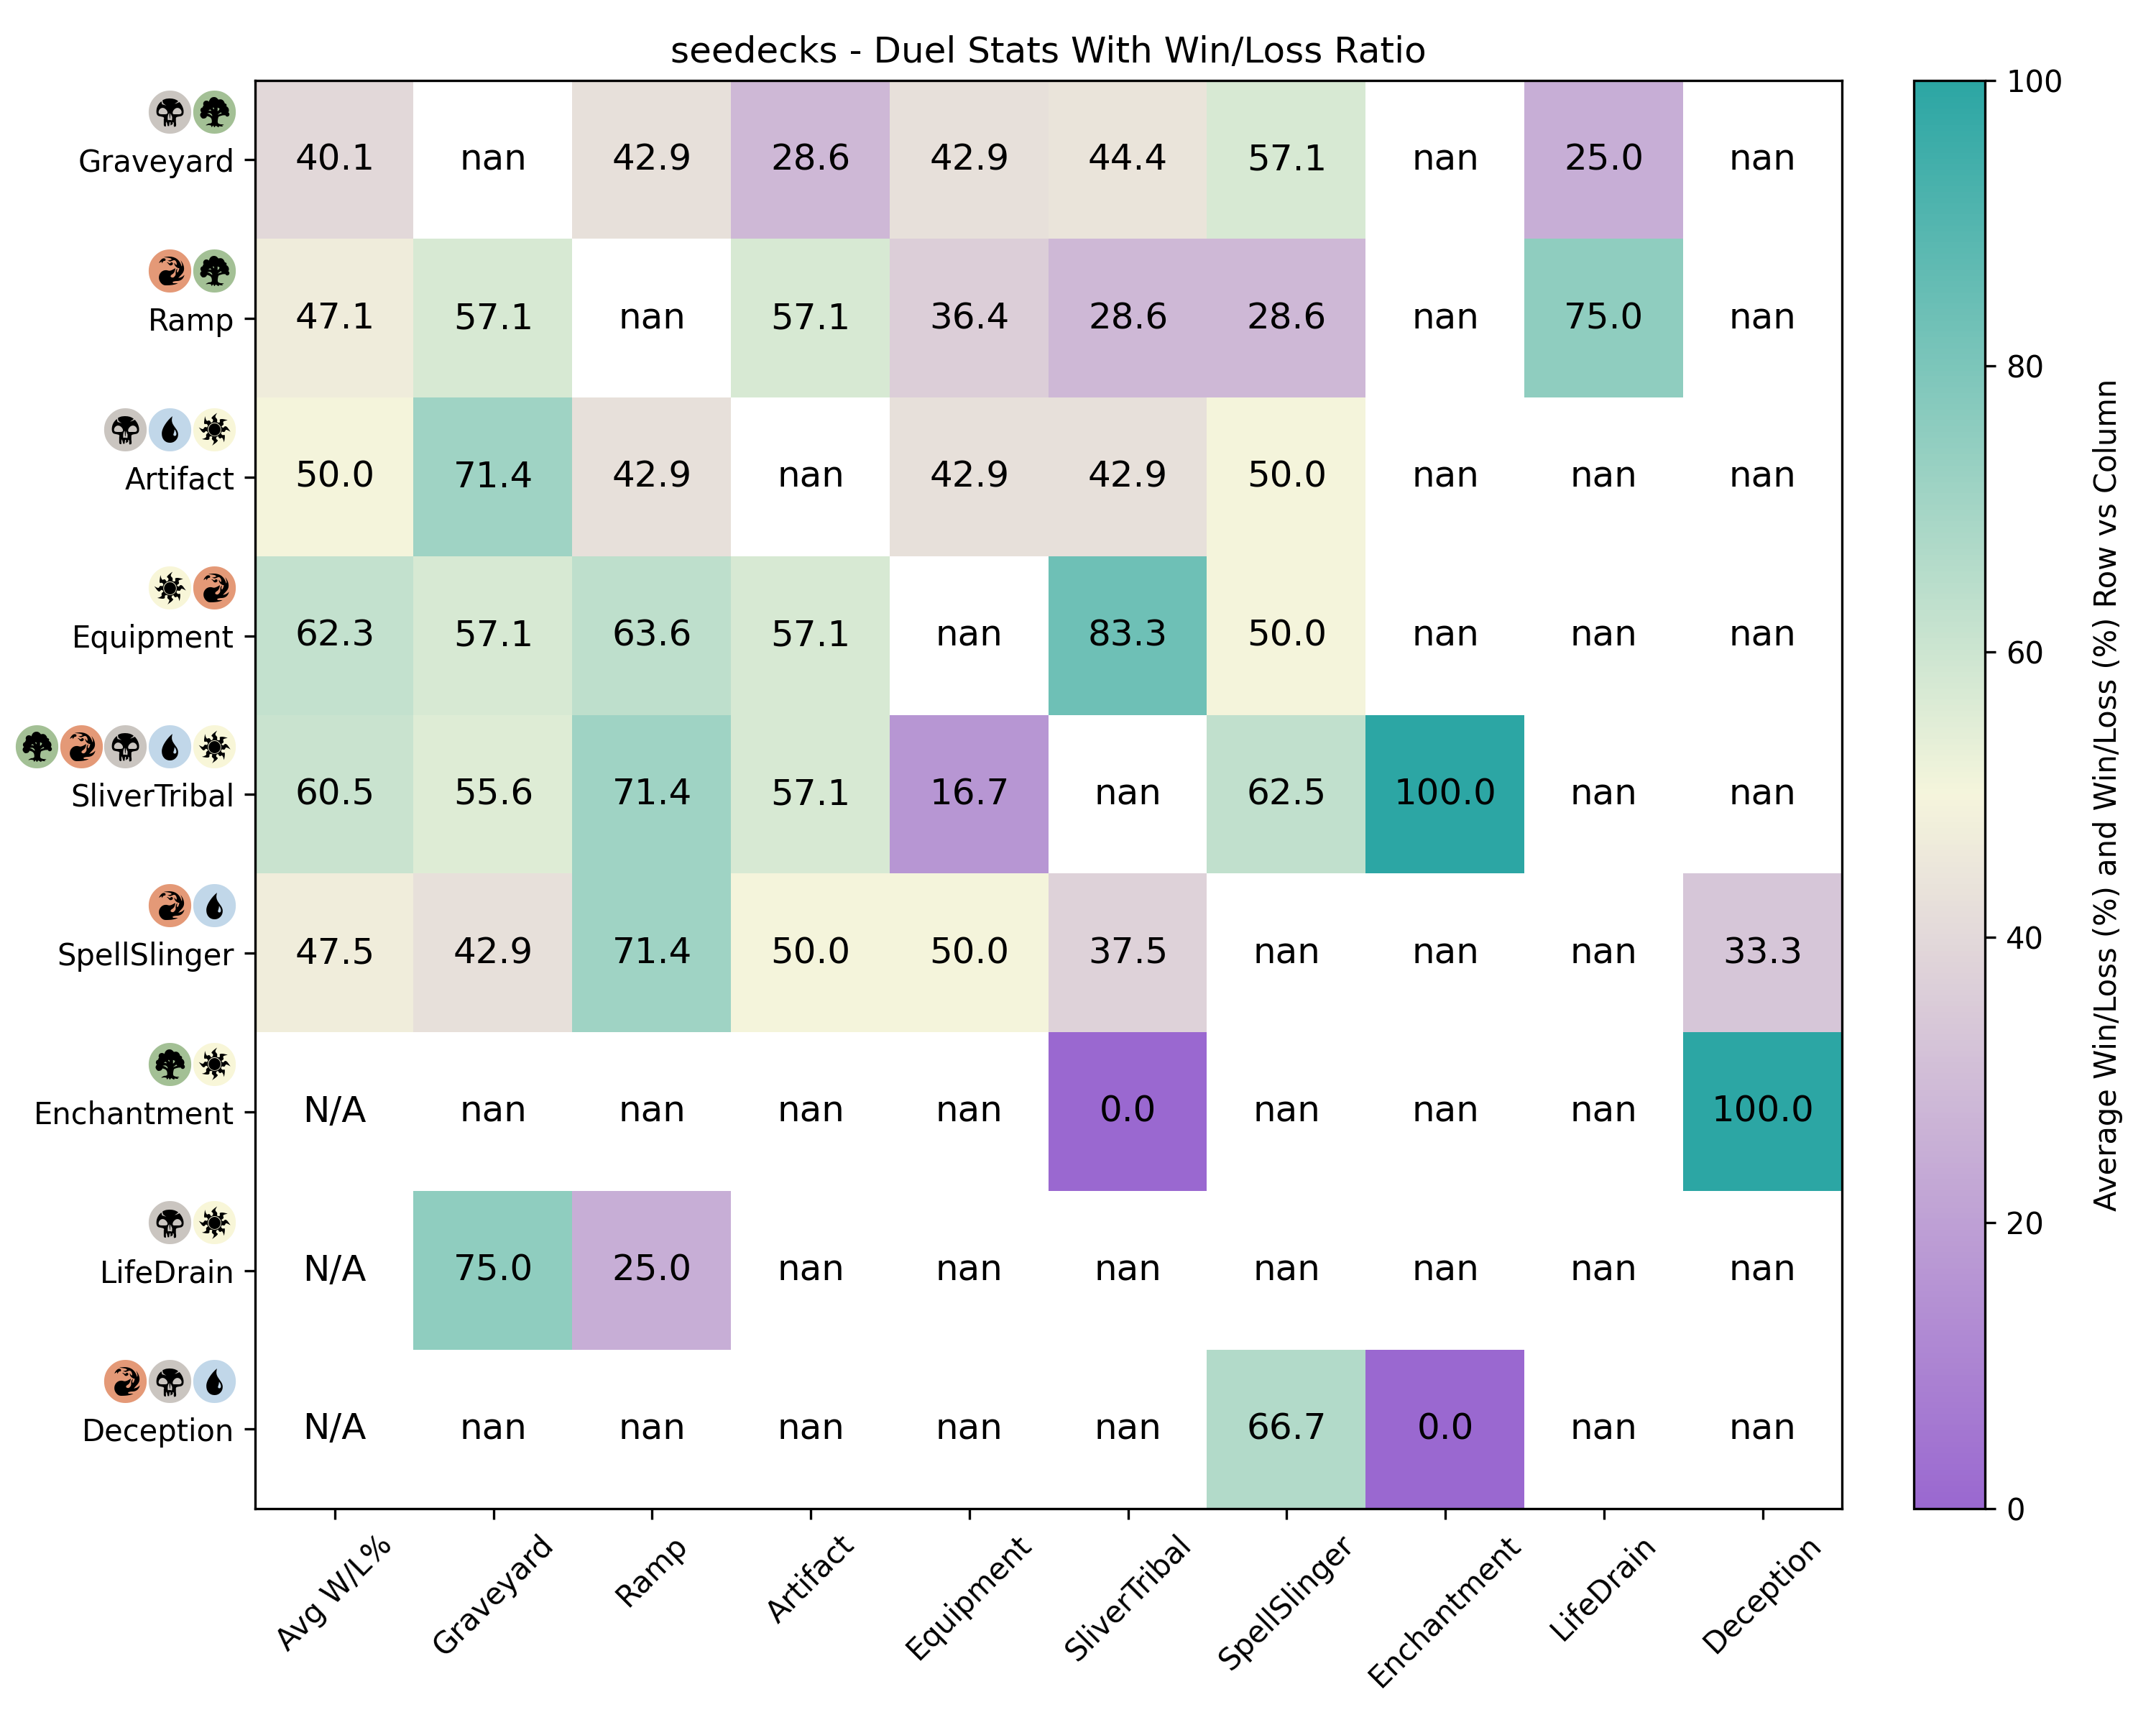 seedecks - Duel Stats With Win/Loss Ratio
Graveyard 40.1 nan 42.9 28.6 42.9 44.4 57.1 nan 25.0 nan
Ramp 47.1 57.1 nan 57.1 36.4 28.6 28.6 nan 75.0 nan
Artifact 50.0 71.4 42.9 nan 42.9 42.9 50.0 nan nan nan
Equipment 62.3 57.1 63.6 57.1 nan 83.3 50.0 nan nan nan
SliverTribal 60.5 55.6 71.4 57.1 16.7 nan 62.5 100.0 nan nan
SpellSlinger 47.5 42.9 71.4 50.0 50.0 37.5 nan nan nan 33.3
Enchantment N/A nan nan nan nan 0.0 nan nan nan 100.0
LifeDrain N/A 75.0 25.0 nan nan nan nan nan nan nan
Deception N/A nan nan nan nan nan 66.7 0.0 nan nan
Avg W/L% Graveyard Ramp Artifact Equipment SliverTribal SpellSlinger Enchantment LifeDrain Deception
100
80
60
40
20
0
Average Win/Loss (%) and Win/Loss (%) Row vs Column